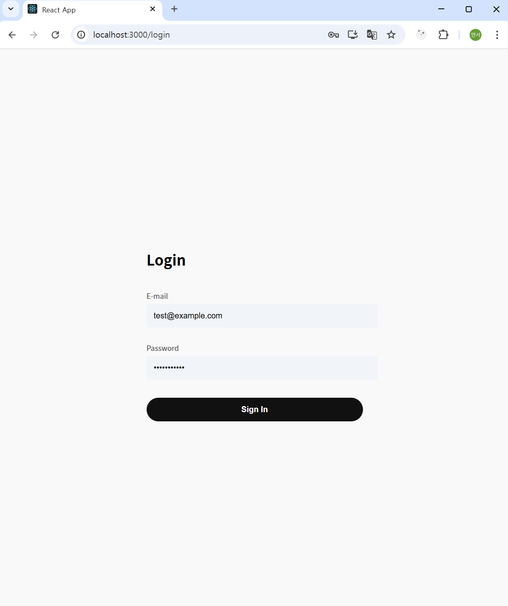 React App
localhost:3000/login
Login
E-mail
test@example.com
Password
•••••••••••
Sign In